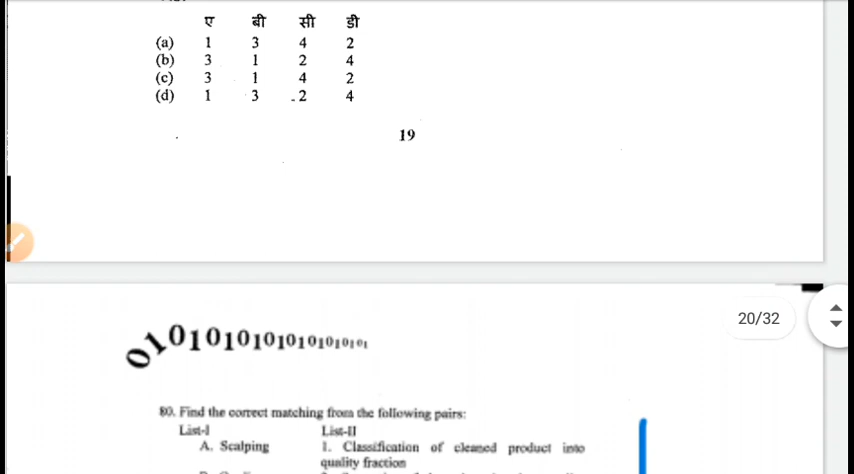 ए बी सी डी
(a) 1 3 4 2
(b) 3 1 2 4
(c) 3 1 4 2
(d) 1 3 2 4
19
20/32
0101010101010101010101
80. Find the correct matching from the following pairs:
List-I List-II
A. Scalping 1. Classification of cleaned product into
quality fraction